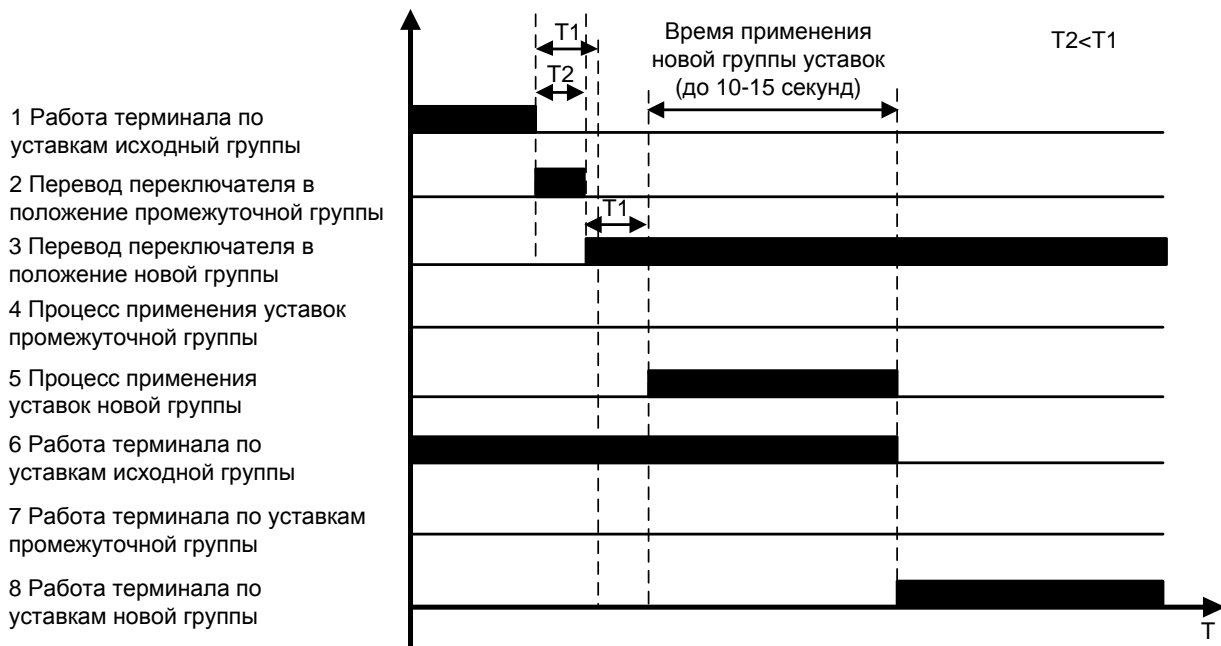 T1
Время применения
новой группы уставок
(до 10-15 секунд)
T2<T1
T2
1 Работа терминала по
уставкам исходный группы
2 Перевод переключателя в
положение промежуточной группы
T1
3 Перевод переключателя в
положение новой группы
4 Процесс применения уставок
промежуточной группы
5 Процесс применения
уставок новой группы
6 Работа терминала по
уставкам исходной группы
7 Работа терминала по уставкам
промежуточной группы
8 Работа терминала по
уставкам новой группы
T